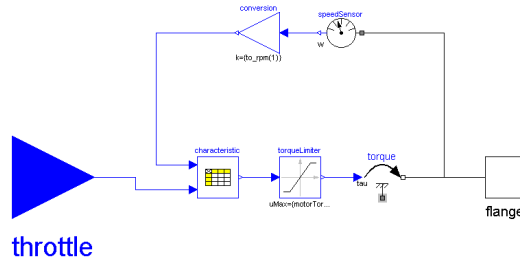 conversion
speedSensor
w
k=(to_rpm(1))
characteristic
torqueLimiter
torque
tau
uMax=(motorTor...
flange
throttle